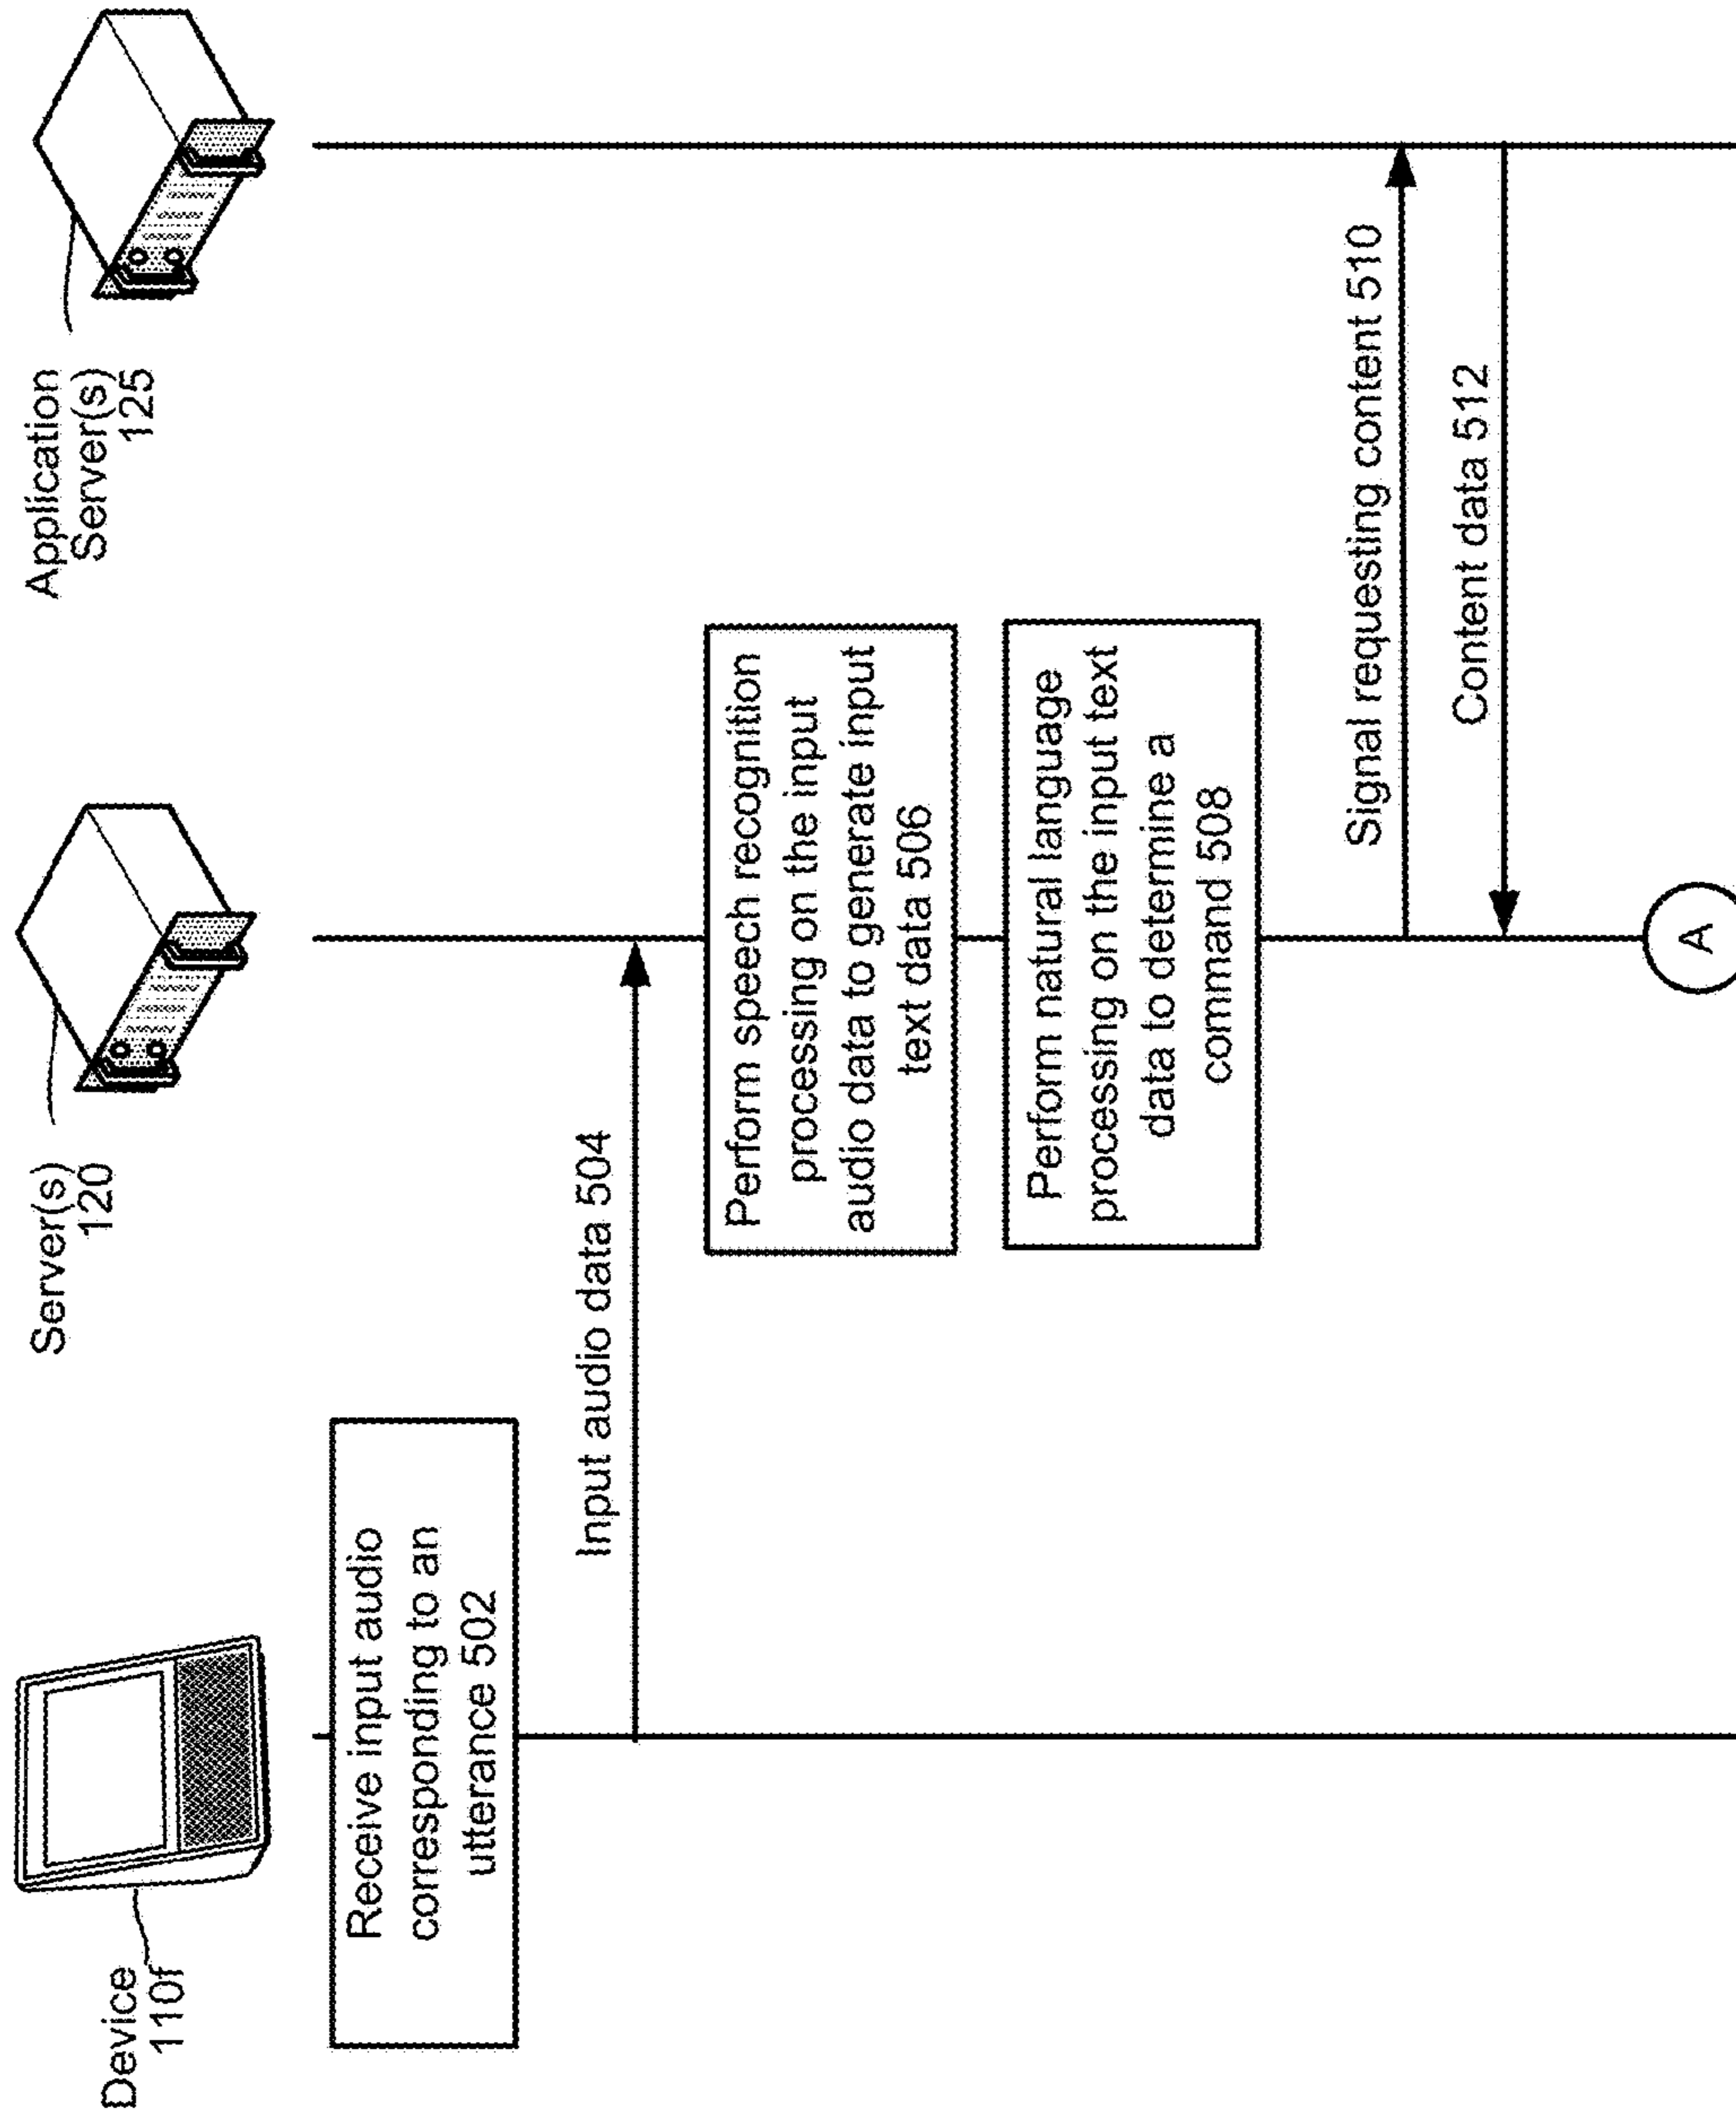 Device
110f
Server(s)
120
Application
Server(s)
125
Receive input audio
corresponding to an
utterance 502
Input audio data 504
Perform speech recognition
processing on the input
audio data to generate input
text data 506
Perform natural language
processing on the input text
data to determine a
command 508
Signal requesting content 510
Content data 512
A